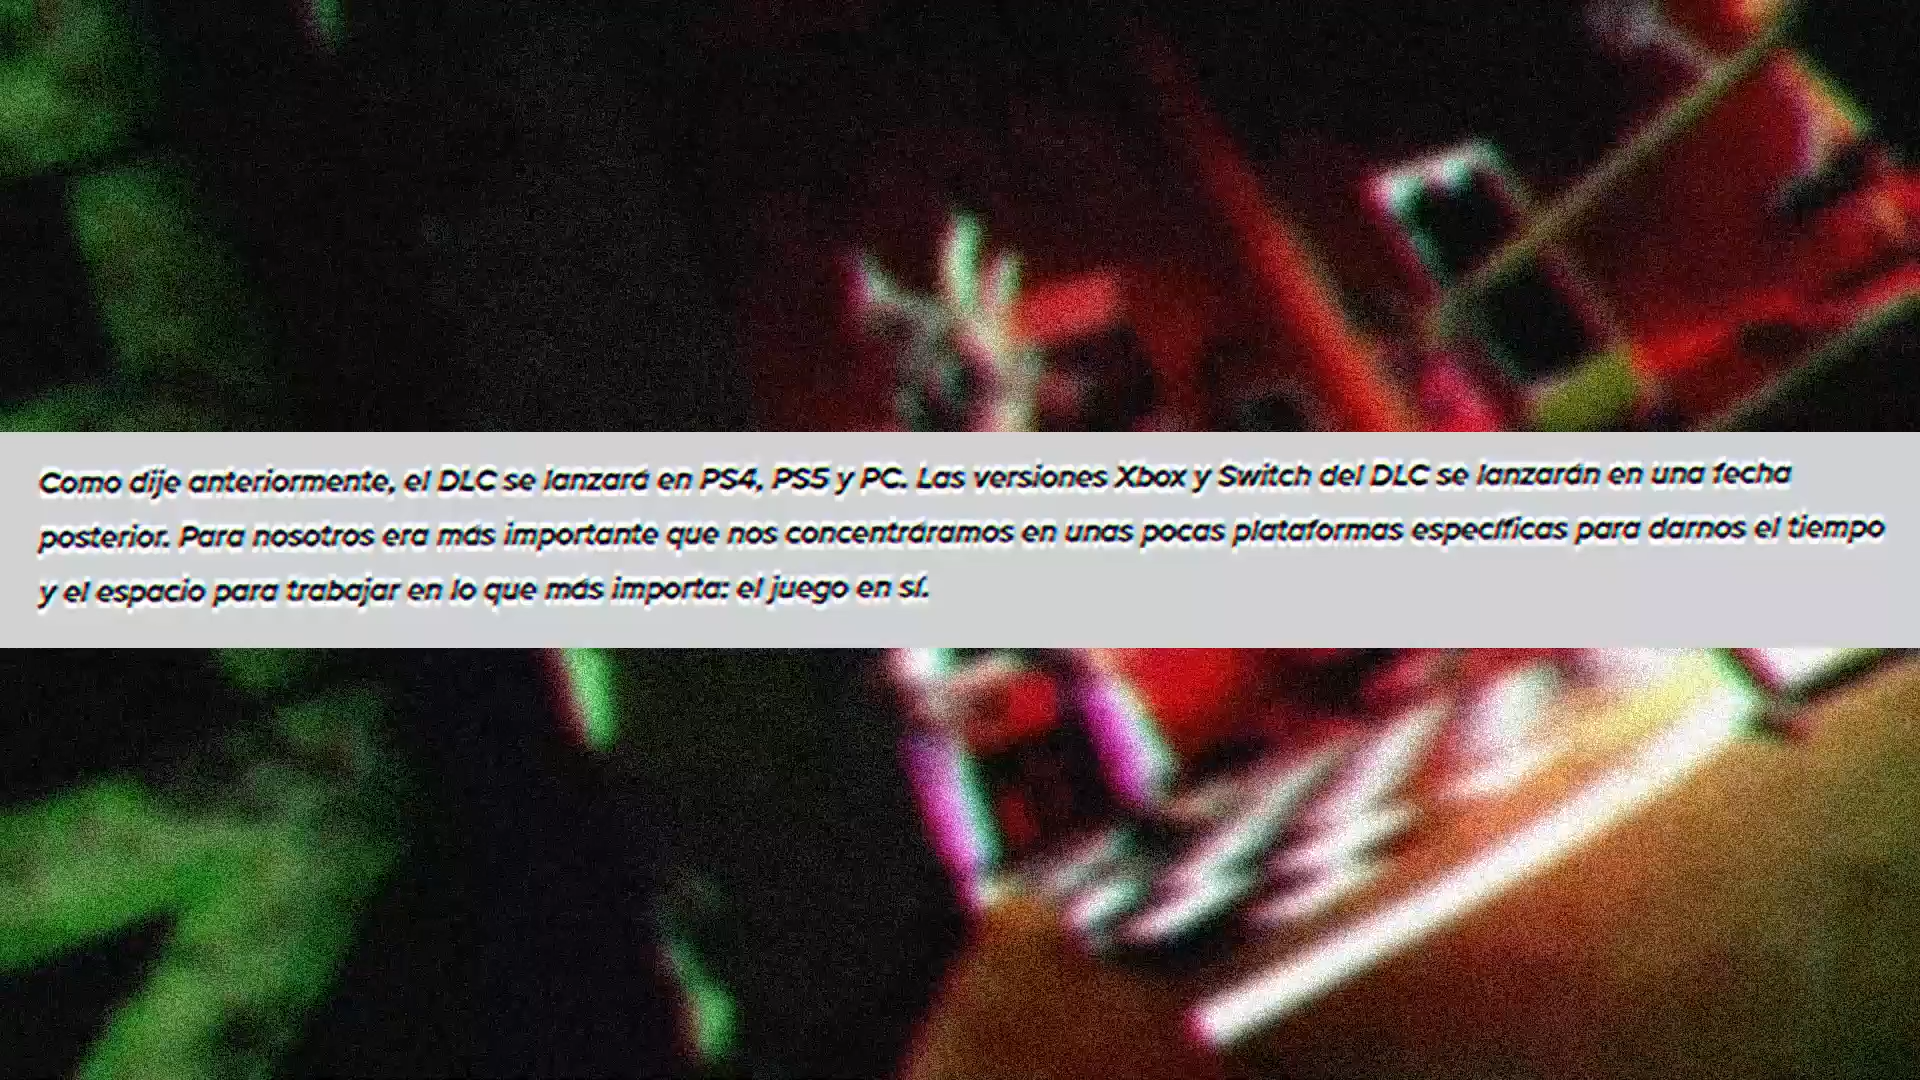 Como dije anteriormente, el DLC se lanzará en PS4, PS5 y PC. Las versiones Xbox y Switch del DLC se lanzarán en una fecha
posterior. Para nosotros era más importante que nos concentráramos en unas pocas plataformas específicas para darnos el tiempo
y el espacio para trabajar en lo que más importa: el juego en sí.